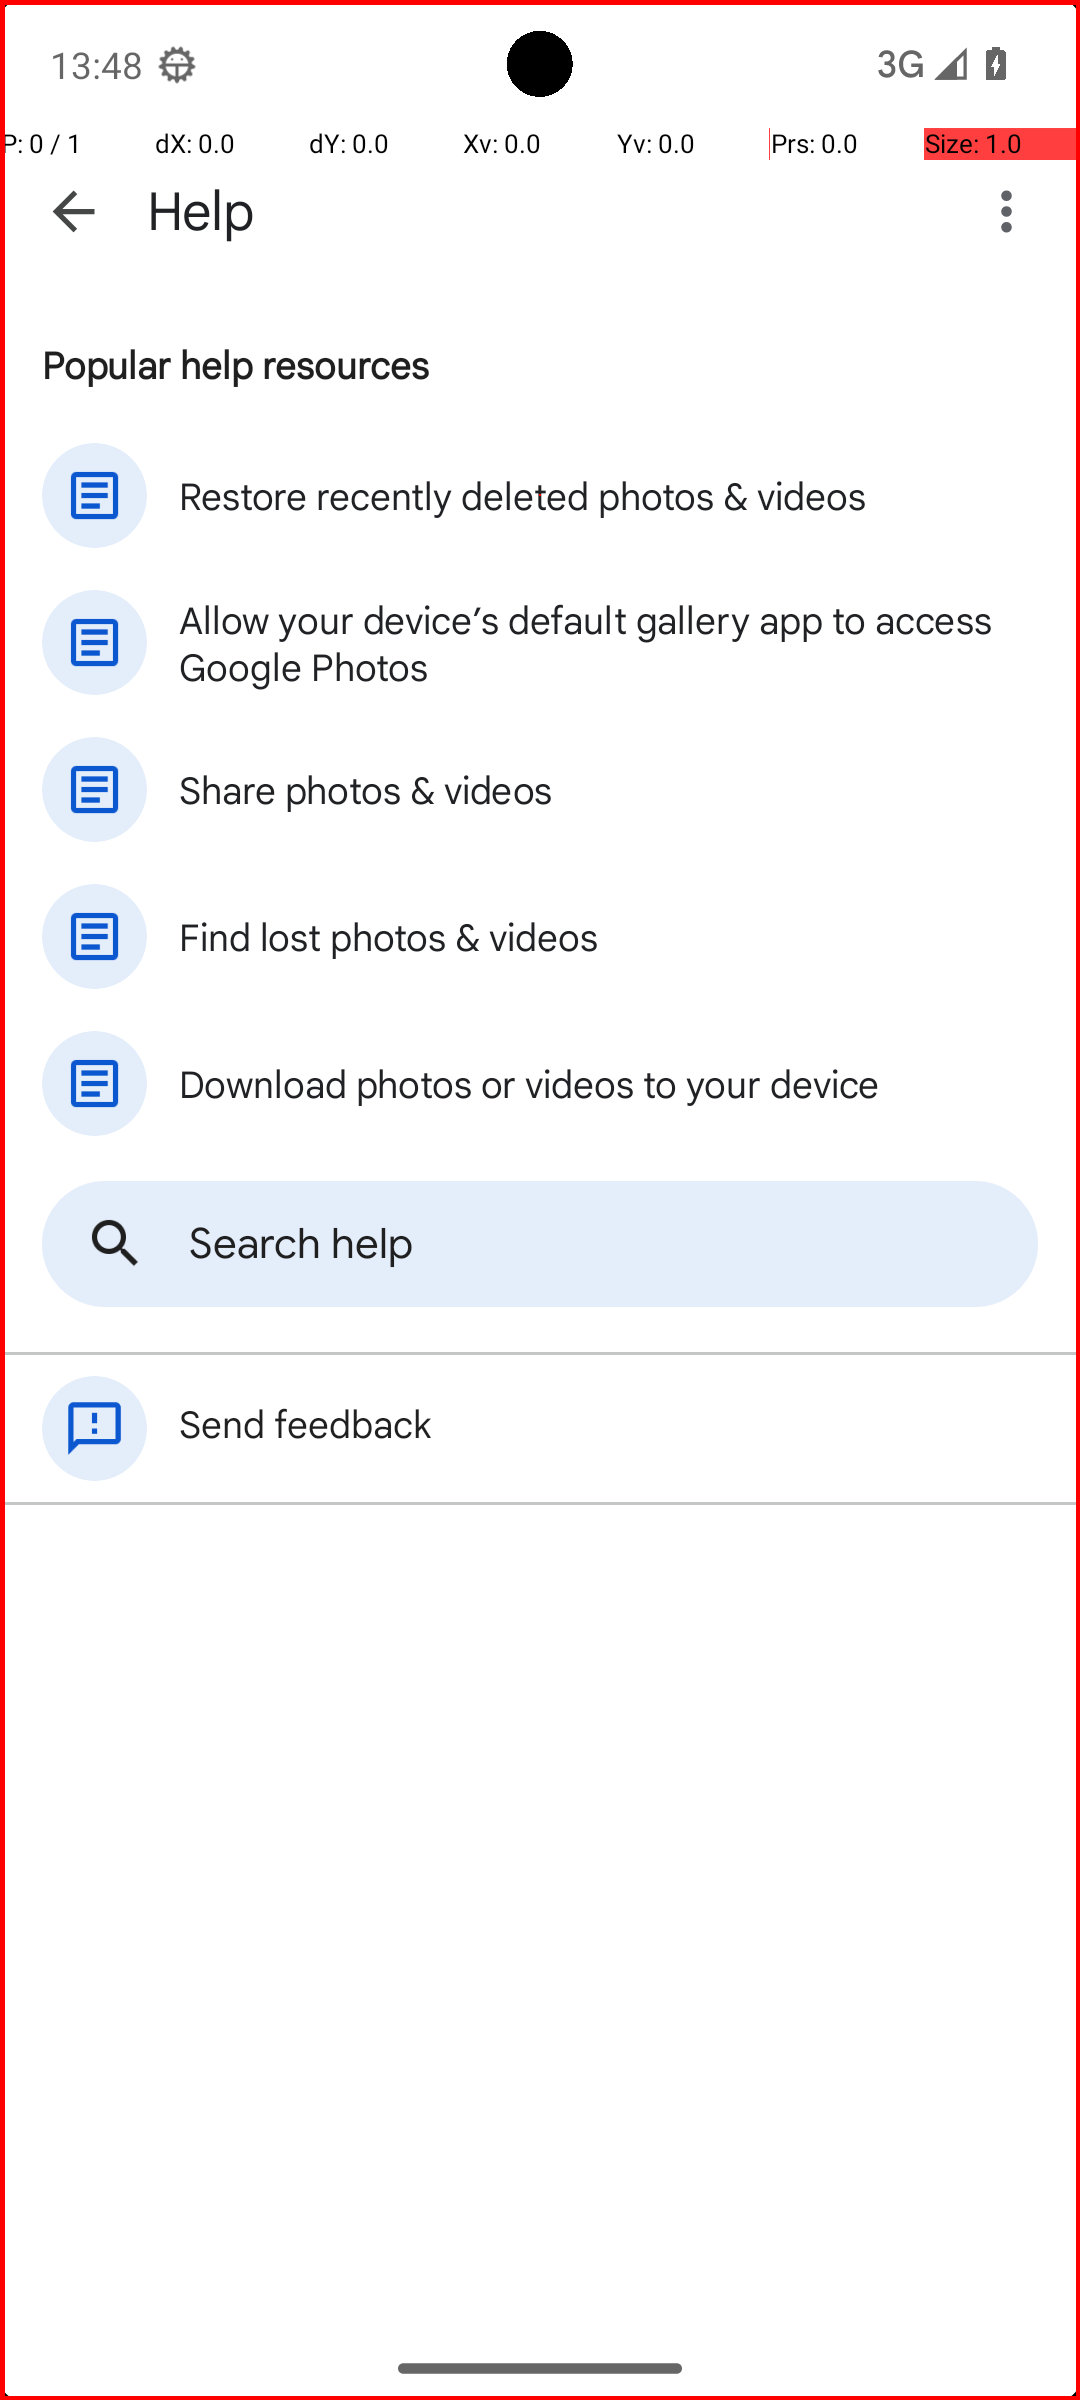 13:48
3G
P: 0 / 1 dX: 0.0 dY: 0.0 Xv: 0.0 Yv: 0.0 Prs: 0.0 Size: 1.0
Help
Popular help resources
Restore recently deleted photos & videos
Allow your device’s default gallery app to access
Google Photos
Share photos & videos
Find lost photos & videos
Download photos or videos to your device
Search help
Send feedback